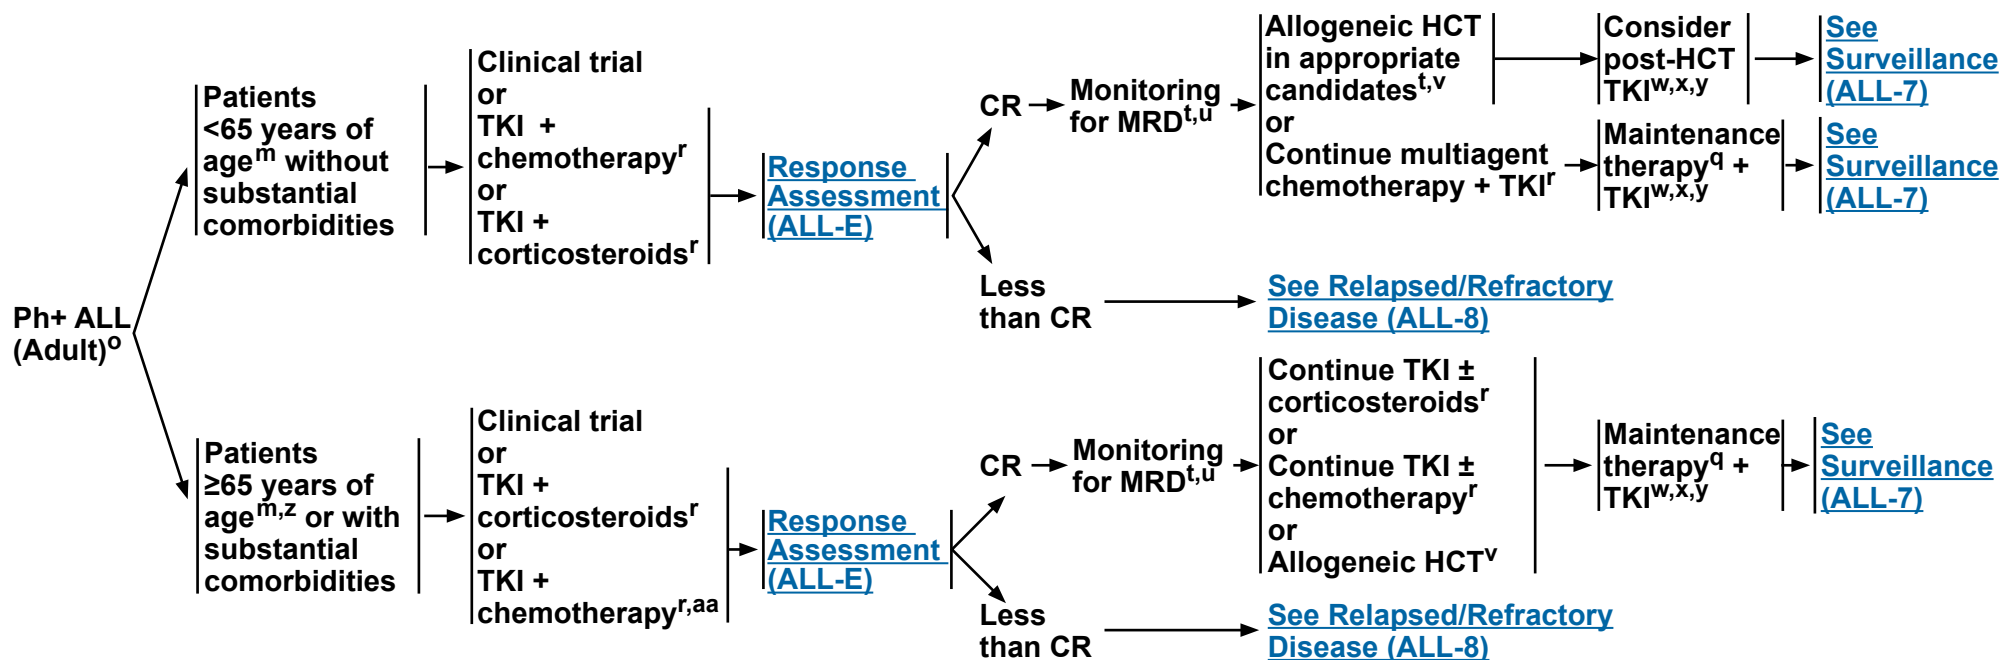 Ph+ ALL
(Adult)o
Patients
<65 years of
agem without
substantial
comorbidities
Clinical trial
or
TKI +
chemotherapyr
or
TKI +
corticosteroidsr
Response
Assessment
(ALL-E)
CR
Monitoring
for MRDt,u
Allogeneic HCT
in appropriate
candidatest,v
or
Continue multiagent
chemotherapy + TKIr
Consider
post-HCT
TKIw,x,y
See
Surveillance
(ALL-7)
Maintenance
therapyq +
TKIw,x,y
See
Surveillance
(ALL-7)
Less
than CR
See Relapsed/Refractory
Disease (ALL-8)
Patients
≥65 years of
agem,z or with
substantial
comorbidities
Clinical trial
or
TKI +
corticosteroidsr
or
TKI +
chemotherapyr,aa
Response
Assessment
(ALL-E)
CR
Monitoring
for MRDt,u
Continue TKI ±
corticosteroidsr
or
Continue TKI ±
chemotherapyr
or
Allogeneic HCTv
Maintenance
therapyq +
TKIw,x,y
See
Surveillance
(ALL-7)
Less
than CR
See Relapsed/Refractory
Disease (ALL-8)